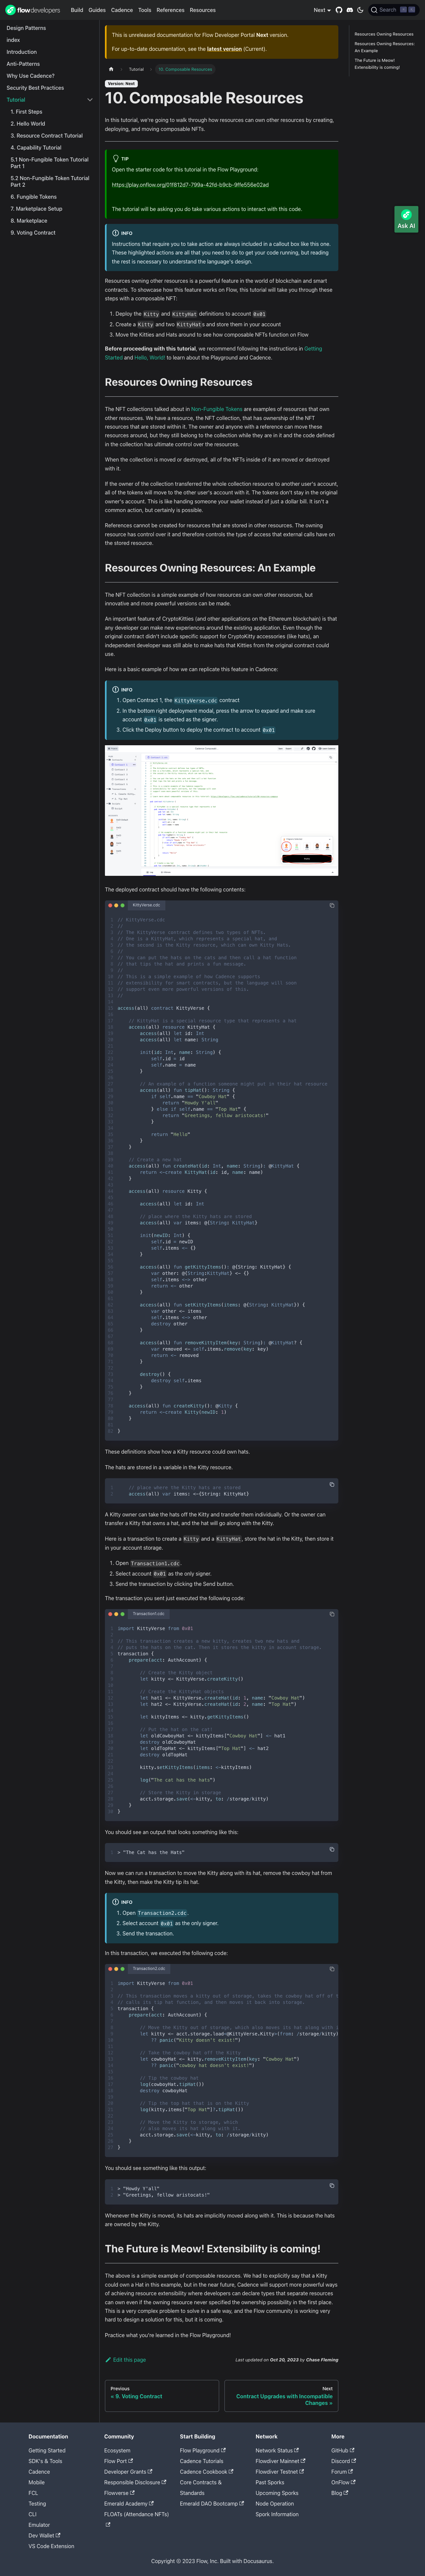 flow developers
Build
Guides
Cadence
Tools
References
Resources
Next
Search
Design Patterns
index
Introduction
Anti-Patterns
Why Use Cadence?
Security Best Practices
Tutorial
1. First Steps
2. Hello World
3. Resource Contract Tutorial
4. Capability Tutorial
5.1 Non-Fungible Token Tutorial
Part 1
5.2 Non-Fungible Token Tutorial
Part 2
6. Fungible Tokens
7. Marketplace Setup
8. Marketplace
9. Voting Contract
This is unreleased documentation for Flow Developer Portal Next version.
For up-to-date documentation, see the latest version (Current).
Tutorial
10. Composable Resources
Version: Next
10. Composable Resources
In this tutorial, we're going to walk through how resources can own other resources by creating,
deploying, and moving composable NFTs.
TIP
Open the starter code for this tutorial in the Flow Playground
The tutorial will be asking you do take various actions to interact with this code.
INFO
Instructions that require you to take action are always included in a callout box like this one. These
highlighted actions are all that you need to do to get your code running, but reading
the rest is necessary to understand the language's design.
Resources owning other resources is a powerful feature in the world of blockchain and smart
contracts. To showcase how this feature works on Flow, this tutorial will take you through these
steps with a composable NFT:
1. Deploy the Kitty and KittyHat definitions to account 0x01
2. Create a Kitty and two KittyHats and store them in your account
3. Move the Kitties and Hats around to see how composable NFTs function on Flow
Before proceeding with this tutorial, we recommend following the instructions in Getting
Started and Hello, World! to learn about the Playground and Cadence.
Resources Owning Resources
The NFT collections talked about in Non-Fungible Tokens are examples of resources that own
other resources. We have a resource, the NFT collection, that has ownership of the NFT
resources that are stored within it. The owner and anyone with a reference can move these
resources around, but they still belong to the collection while they are in it and the code defined in
the collection has ultimate control over the resources.
When the collection is moved or destroyed, all of the NFTs inside of it are moved or destroyed
with it.
If the owner of the collection transferred the whole collection resource to another user's account,
all of the tokens will move to the other user's account with it. The tokens don't stay in the original
owner's account. This is like handing someone your wallet instead of just a dollar bill. It isn't a
common action, but certainly is possible.
References cannot be created for resources that are stored in other resources. The owning
resource has control over it and therefore controls the type of access that external calls have on
the stored resource.
Resources Owning Resources: An Example
The NFT collection is a simple example of how resources can own other resources, but
innovative and more powerful versions can be made.
An important feature of CryptoKitties (and other applications on the Ethereum blockchain) is that
any developer can make new experiences around the existing application. Even though the
original contract didn't include specific support for CryptoKitty accessories (like hats), an
independent developer was still able to make hats that Kitties from the original contract could
use.
Here is a basic example of how we can replicate this feature in Cadence:
INFO
1. Open Contract 1, the KittyVerse.cdc contract
2. In the bottom right deployment modal, press the arrow to expand and make sure
account 0x01 is selected as the signer.
3. Click the Deploy button to deploy the contract to account 0x01
The deployed contract should have the following contents:
KittyVerse.cdc
// KittyVerse.cdc
//
// The KittyVerse contract defines two types of NFTs.
// One is a KittyHat, which represents a special hat, and
// the second is the Kitty resource, which can own Kitty Hats.
//
// You can put the hats on the cats and then call a hat function
// that tips the hat and prints a fun message.
//
// This is a simple example of how Cadence supports
// extensibility for smart contracts, but the language will soon
// support even more powerful versions of this.
//
access(all) contract KittyVerse {
// KittyHat is a special resource type that represents a hat
access(all) resource KittyHat {
access(all) let id: Int
access(all) let name: String
init(id: Int, name: String) {
self.id = id
self.name = name
}
// An example of a function someone might put in their hat resource
access(all) fun tipHat(): String {
if self.name == "Cowboy Hat" {
return "Howdy Y'all"
} else if self.name == "Top Hat" {
return "Greetings, fellow aristocats!"
}
return "Hello"
}
}
// Create a new hat
access(all) fun createHat(id: Int, name: String): @KittyHat {
return <-create KittyHat(id: id, name: name)
}
access(all) resource Kitty {
access(all) let id: Int
// place where the Kitty hats are stored
access(all) var items: @{String: KittyHat}
init(newID: Int) {
self.id = newID
self.items <- {}
}
access(all) fun getKittyItems(): @{String: KittyHat} {
var other: @{String:KittyHat} <- {}
self.items <-> other
return <- other
}
access(all) fun setKittyItems(items: @{String: KittyHat}) {
var other <- items
self.items <-> other
destroy other
}
access(all) fun removeKittyItem(key: String): @KittyHat? {
var removed <- self.items.remove(key: key)
return <- removed
}
destroy() {
destroy self.items
}
}
access(all) fun createKitty(): @Kitty {
return <-create Kitty(newID: 1)
}
}
These definitions show how a Kitty resource could own hats.
The hats are stored in a variable in the Kitty resource.
// place where the Kitty hats are stored
access(all) var items: <-{String: KittyHat}
A Kitty owner can take the hats off the Kitty and transfer them individually. Or the owner can
transfer a Kitty that owns a hat, and the hat will go along with the Kitty.
Here is a transaction to create a Kitty and a KittyHat, store the hat in the Kitty, then store it
in your account storage.
1. Open Transaction1.cdc.
2. Select account 0x01 as the only signer.
3. Send the transaction by clicking the Send button.
The transaction you sent just executed the following code:
Transaction1.cdc
import KittyVerse from 0x01
// This transaction creates a new kitty, creates two new hats and
// puts the hats on the cat. Then it stores the kitty in account storage.
transaction {
prepare(acct: AuthAccount) {
// Create the Kitty object
let kitty <- KittyVerse.createKitty()
// Create the KittyHat objects
let hat1 <- KittyVerse.createHat(id: 1, name: "Cowboy Hat")
let hat2 <- KittyVerse.createHat(id: 2, name: "Top Hat")
let kittyItems <- kitty.getKittyItems()
// Put the hat on the cat!
let oldCowboyHat <- kittyItems["Cowboy Hat"] <- hat1
destroy oldCowboyHat
let oldTopHat <- kittyItems["Top Hat"] <- hat2
destroy oldTopHat
kitty.setKittyItems(items: <-kittyItems)
log("The cat has the hats")
// Store the Kitty in storage
acct.storage.save(<-kitty, to: /storage/kitty)
}
}
You should see an output that looks something like this:
> "The Cat has the Hats"
Now we can run a transaction to move the Kitty along with its hat, remove the cowboy hat from
the Kitty, then make the Kitty tip its hat.
INFO
1. Open Transaction2.cdc.
2. Select account 0x01 as the only signer.
3. Send the transaction.
In this transaction, we executed the following code:
Transaction2.cdc
import KittyVerse from 0x01
// This transaction moves a kitty out of storage, takes the cowboy hat off of
// calls its tip hat function, and then moves it back into storage.
transaction {
prepare(acct: AuthAccount) {
// Move the Kitty out of storage, which also moves its hat along with it
let kitty <- acct.storage.load<@KittyVerse.Kitty>(from: /storage/kitty)
?? panic("Kitty doesn't exist!")
// Take the cowboy hat off the Kitty
let cowboyHat <- kitty.removeKittyItem(key: "Cowboy Hat")
?? panic("cowboy hat doesn't exist!")
// Tip the cowboy hat
log(cowboyHat.tipHat())
destroy cowboyHat
// Tip the top hat that is on the Kitty
log(kitty.items["Top Hat"]?.tipHat())
// Move the Kitty to storage, which
// also moves its hat along with it.
acct.storage.save(<-kitty, to: /storage/kitty)
}
}
You should see something like this output:
> "Howdy Y'all"
> "Greetings, fellow aristocats!"
Whenever the Kitty is moved, its hats are implicitly moved along with it. This is because the hats
are owned by the Kitty.
The Future is Meow! Extensibility is coming!
The above is a simple example of composable resources. We had to explicitly say that a Kitty
could own a Hat in this example, but in the near future, Cadence will support more powerful ways
of achieving resource ownership where developers can declare types that separate resources
can own even if the owning resource never specified the ownership possibility in the first place.
This is a very complex problem to solve in a safe way, and the Flow community is working very
hard to design a solution for this, but it is coming.
Practice what you're learned in the Flow Playground!
Edit this page
Last updated on Oct 20, 2023 by Chase Fleming
Previous
« 9. Voting Contract
Next
Contract Upgrades with Incompatible
Changes »
Resources Owning Resources
Resources Owning Resources:
An Example
The Future is Meow!
Extensibility is coming!
Ask AI
Documentation
Getting Started
SDK's & Tools
Cadence
Mobile
FCL
Testing
CLI
Emulator
Dev Wallet
VS Code Extension
Community
Ecosystem
Flow Port
Developer Grants
Responsible Disclosure
Flowverse
Emerald Academy
FLOATs (Attendance NFTs)
Start Building
Flow Playground
Cadence Tutorials
Cadence Cookbook
Core Contracts &
Standards
Emerald DAO Bootcamp
Network
Network Status
Flowdiver Mainnet
Flowdiver Testnet
Past Sporks
Upcoming Sporks
Node Operation
Spork Information
More
GitHub
Discord
Forum
OnFlow
Blog
Copyright © 2023 Flow, Inc. Built with Docusaurus.